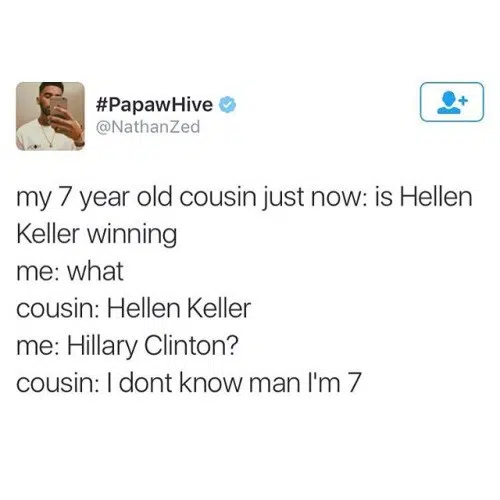 #PapawHive
@NathanZed
my 7 year old cousin just now: is Hellen
Keller winning
me: what
cousin: Hellen Keller
me: Hillary Clinton?
cousin: I dont know man I'm 7